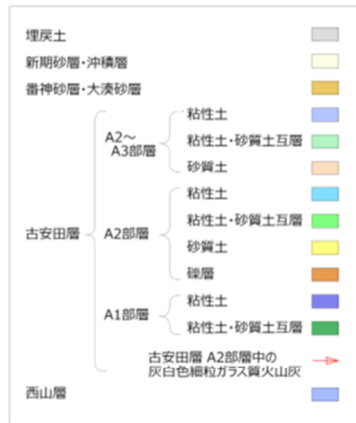 埋戻土
新期砂層・沖積層
番神砂層・大湊砂層
古安田層
A2～
A3部層
粘性土
粘性土・砂質土互層
砂質土
A2部層
粘性土
粘性土・砂質土互層
砂質土
礫層
A1部層
粘性土
粘性土・砂質土互層
古安田層 A2部層中の
灰白色細粒ガラス質火山灰
西山層